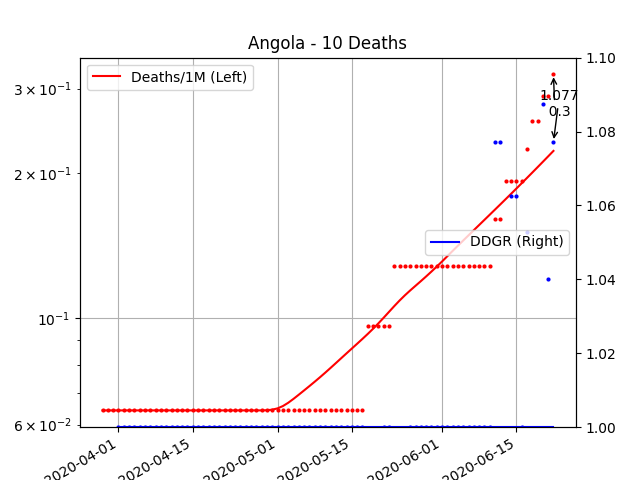 Angola - 10 Deaths
Deaths/1M (Left)
DDGR (Right)
1.077
0.3
3 × 10⁻¹
2 × 10⁻¹
10⁻¹
6 × 10⁻²
1.10
1.08
1.06
1.04
1.02
1.00
2020-04-01
2020-04-15
2020-05-01
2020-05-15
2020-06-01
2020-06-15